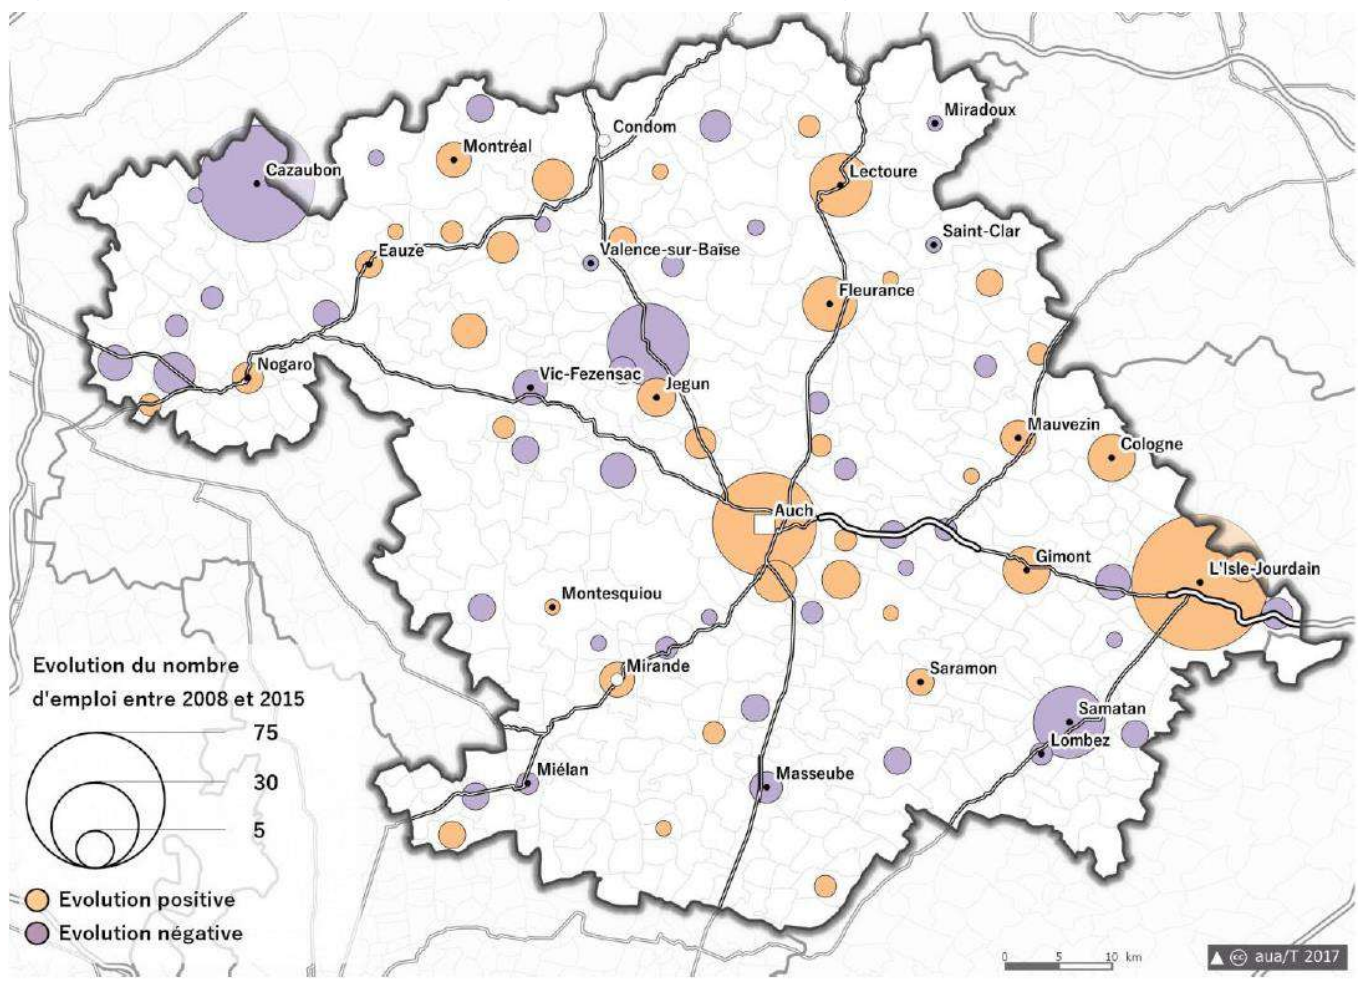 Miradoux
Condom
Montréal
Cazaubon
Lectoure
Saint-Clar
Eauze
Valence-sur-Baïse
Fleurance
Nogaro
Vic-Fezensac
Jegun
Mauvezin
Cologne
Auch
Gimont
L'Isle-Jourdain
Montesquiou
Mirande
Saramon
Samatan
Lombez
Miélan
Masseube
Evolution du nombre
d'emploi entre 2008 et 2015
75
30
5
Evolution positive
Evolution négative
0 5 10 km
cc aua/T 2017